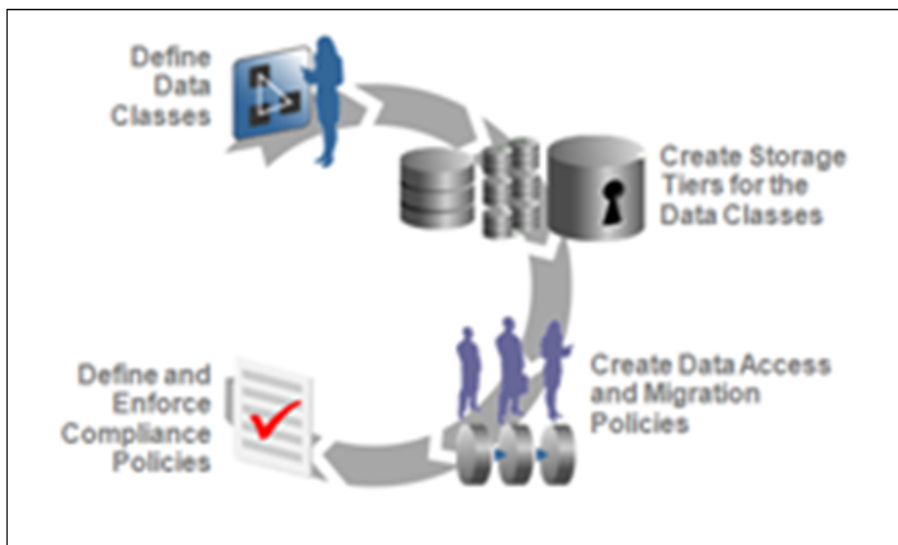 Define
Data
Classes
Create Storage
Tiers for the
Data Classes
Create Data Access
and Migration
Policies
Define and
Enforce
Compliance
Policies